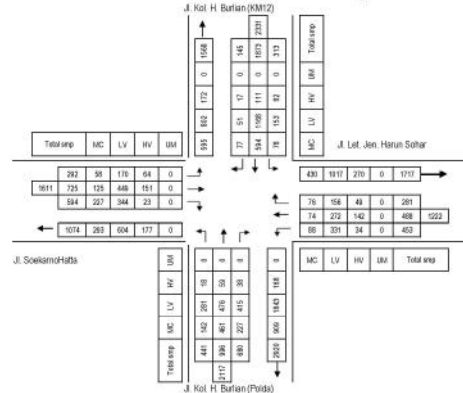 Jl. Kol. H. Burlian (KM12)
2331
1568 145 1873 313 Total smp
0 0 0 0 UM
172 17 111 82 HV
802 51 1168 153 LV
595 77 594 78 MC
Total smp MC LV HV UM
Jl. Let. Jen. Harun Sohar
292 58 170 64 0
1611 725 125 449 151 0
594 227 344 23 0
1074 293 604 177 0
430 1017 270 0 1717
76 156 49 0 281
74 272 142 0 488 1222
88 331 34 0 453
Jl. SoekarnoHatta
MC LV HV UM Total smp
UM 0 0 0 0
HV 18 59 38 168
LV 281 476 415 1843
MC 142 461 227 909
Total smp 441 996 680 2920
2117
Jl. Kol. H. Burlian (Polda)